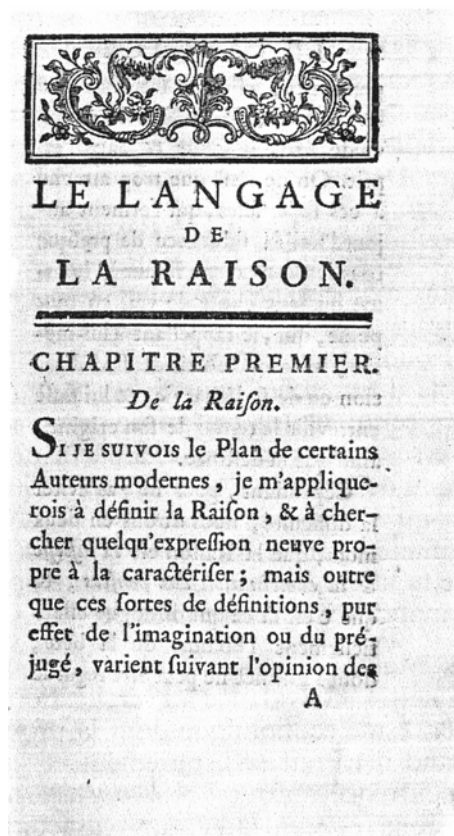 LE LANGAGE
DE
LA RAISON.
CHAPITRE PREMIER.
De la Raiſon.
SI JE SUIVOIS le Plan de certains
Auteurs modernes, je m'applique-
rois à définir la Raiſon, & à cher-
cher quelqu'expreſſion neuve pro-
pre à la caractériſer; mais outre
que ces ſortes de définitions, pur
effet de l'imagination ou du pré-
jugé, varient ſuivant l'opinion des
A